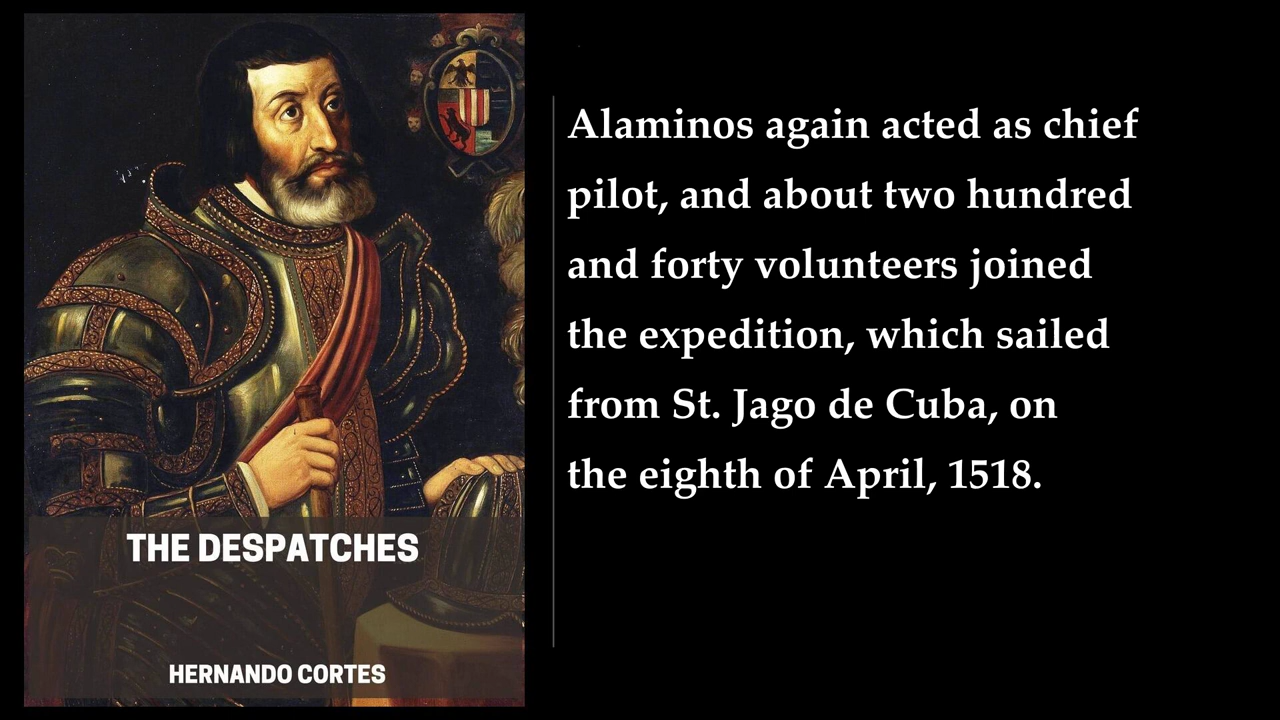 THE DESPATCHES
HERNANDO CORTES
Alaminos again acted as chief
pilot, and about two hundred
and forty volunteers joined
the expedition, which sailed
from St. Jago de Cuba, on
the eighth of April, 1518.